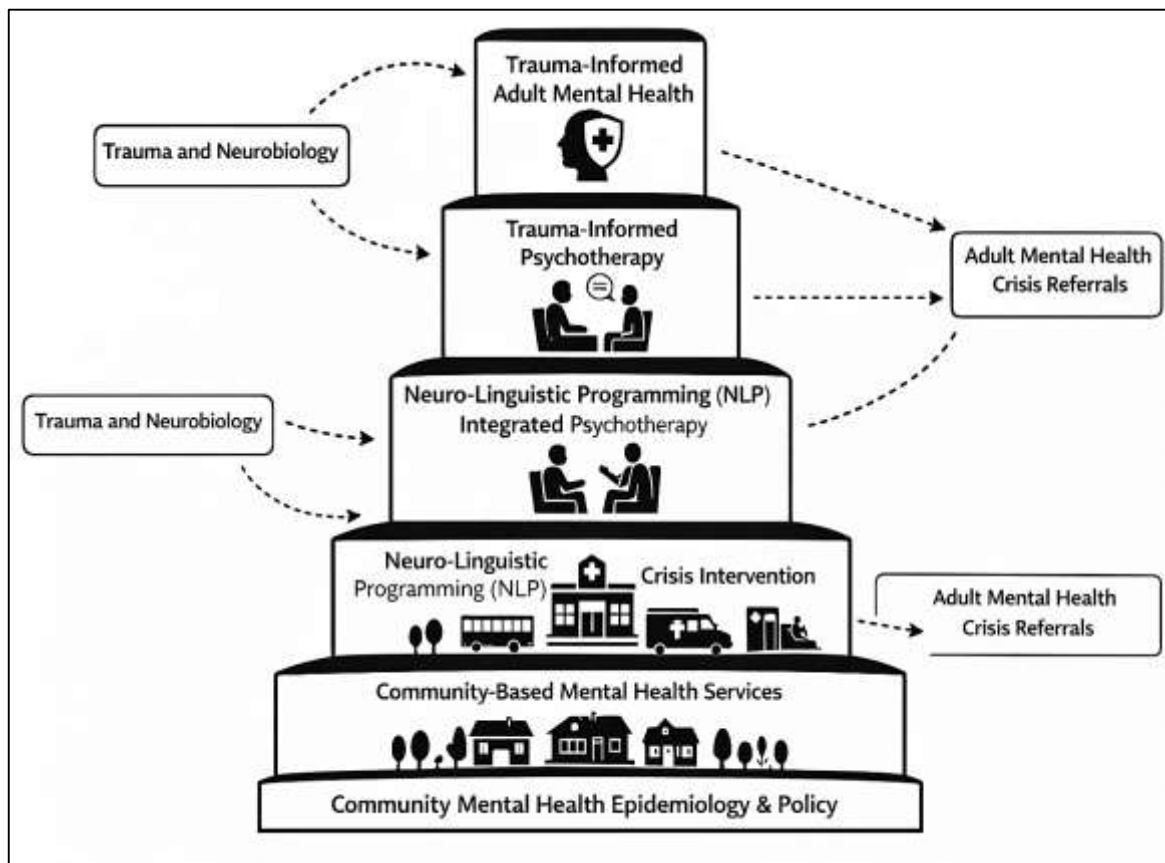 Trauma-Informed
Adult Mental Health
Trauma and Neurobiology
Trauma-Informed
Psychotherapy
Adult Mental Health
Crisis Referrals
Neuro-Linguistic Programming (NLP)
Integrated Psychotherapy
Trauma and Neurobiology
Neuro-Linguistic
Programming (NLP)
Crisis Intervention
Adult Mental Health
Crisis Referrals
Community-Based Mental Health Services
Community Mental Health Epidemiology & Policy